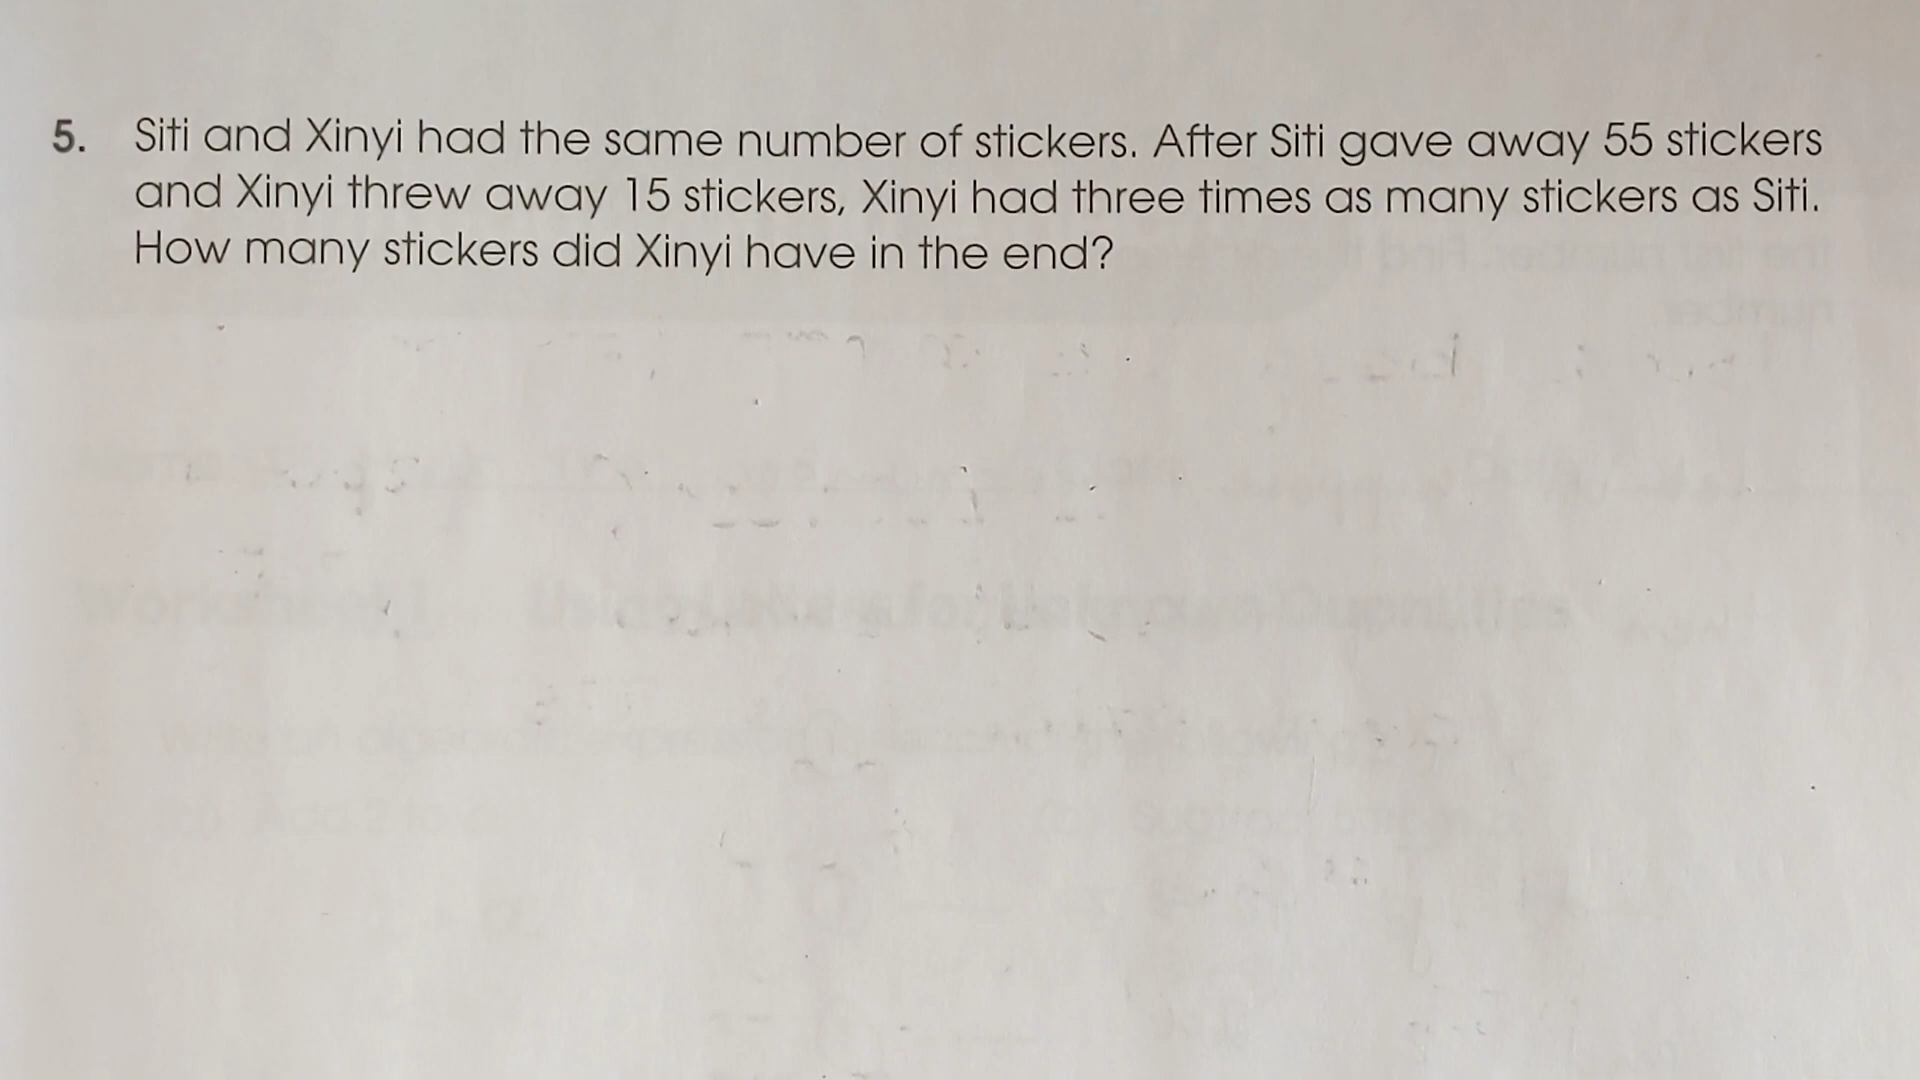 5. Siti and Xinyi had the same number of stickers. After Siti gave away 55 stickers
and Xinyi threw away 15 stickers, Xinyi had three times as many stickers as Siti.
How many stickers did Xinyi have in the end?